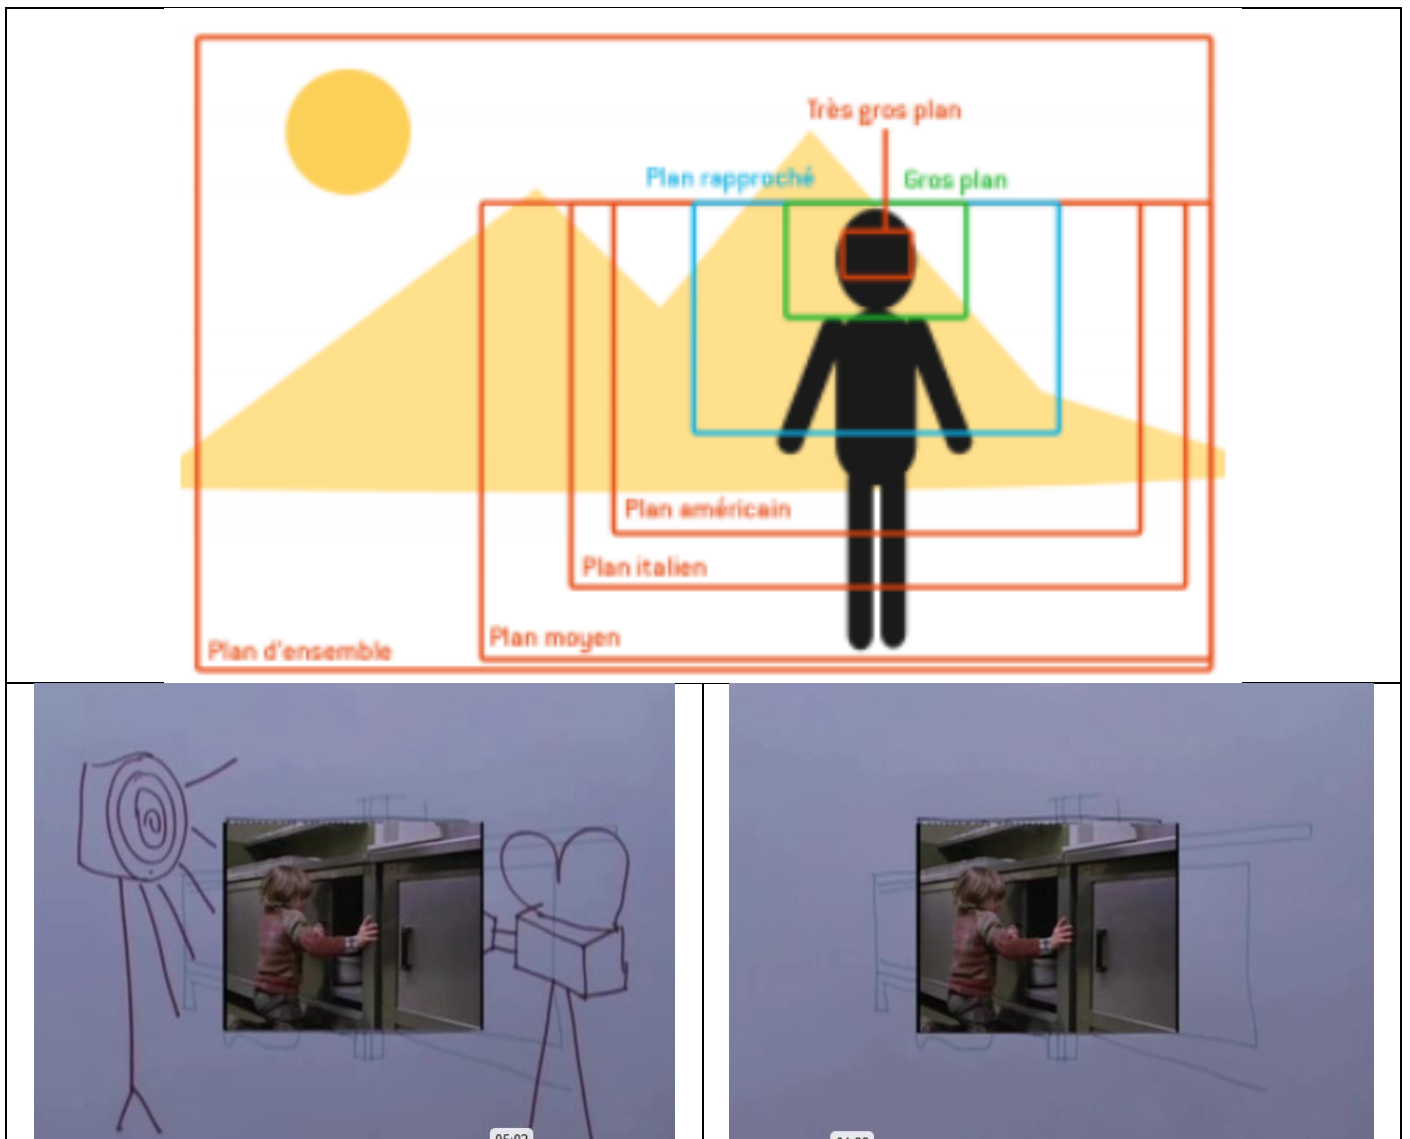 Très gros plan
Plan rapproché
Gros plan
Plan américain
Plan italien
Plan moyen
Plan d'ensemble